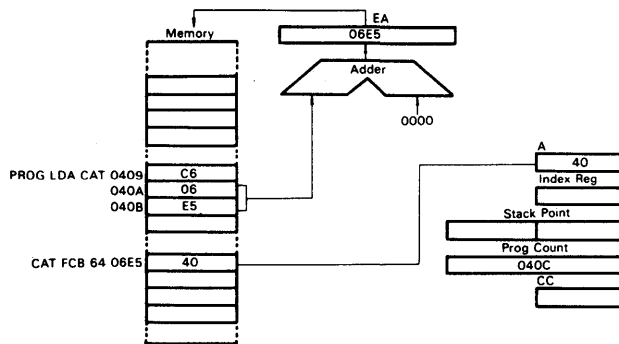 EA
Memory
06E5
Adder
0000
A
PROG LDA CAT 0409 C6
40
040A 06
Index Reg
040B E5
Stack Point
Prog Count
CAT FCB 64 06E5 40
040C
CC